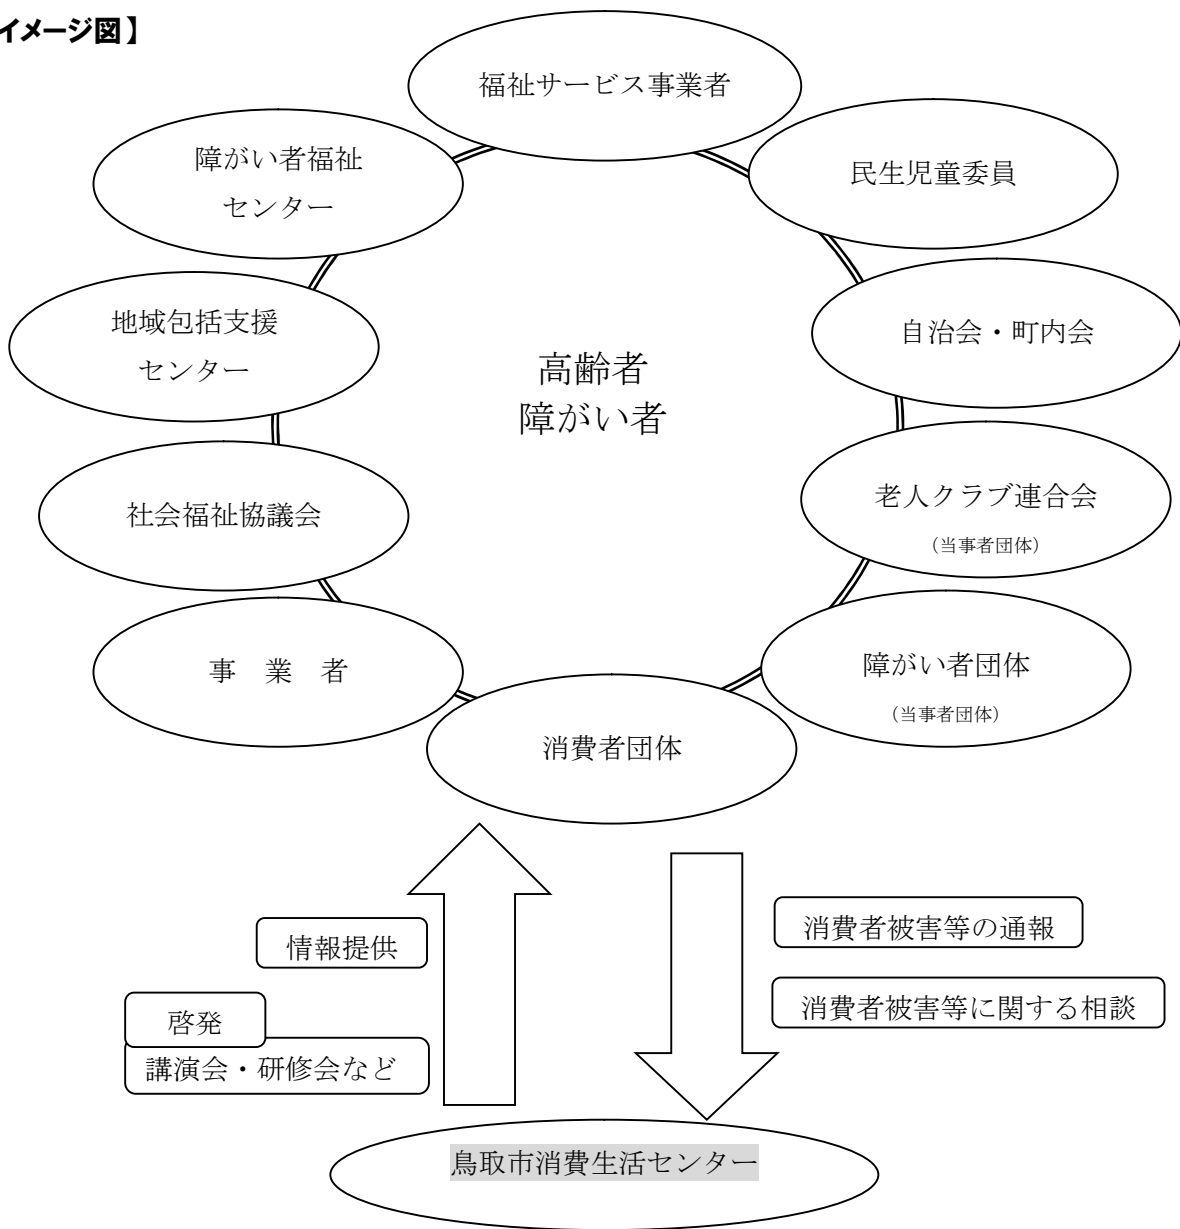 イメージ図】
福祉サービス事業者
障がい者福祉
センター
民生児童委員
地域包括支援
センター
自治会・町内会
高齢者
障がい者
社会福祉協議会
老人クラブ連合会
（当事者団体）
事　業　者
障がい者団体
（当事者団体）
消費者団体
情報提供
啓発
講演会・研修会など
消費者被害等の通報
消費者被害等に関する相談
鳥取市消費生活センター